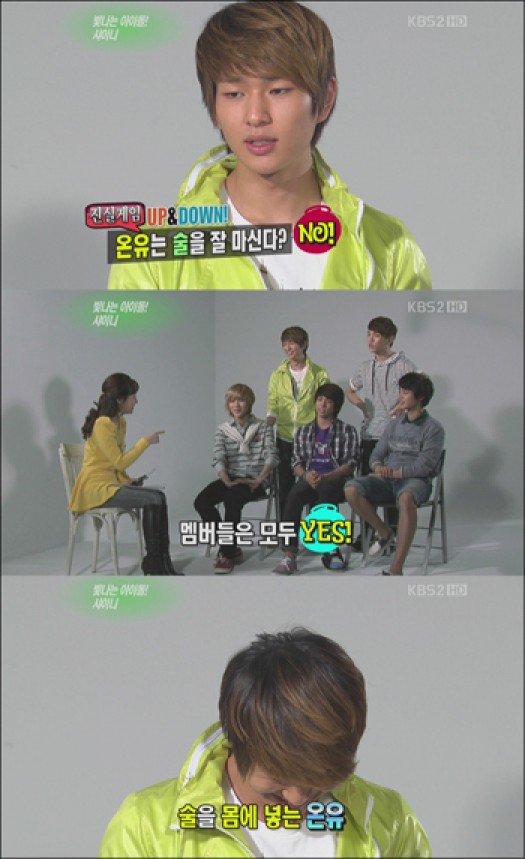 빛나는 아이돌!
샤이니
KBS2 HD
진실게임 UP&DOWN!
온유는 술을 잘 마신다? NO!
빛나는 아이돌!
샤이니
KBS2 HD
멤버들은 모두 YES!
빛나는 아이돌!
샤이니
KBS2 HD
술을 몸에 넣는 온유